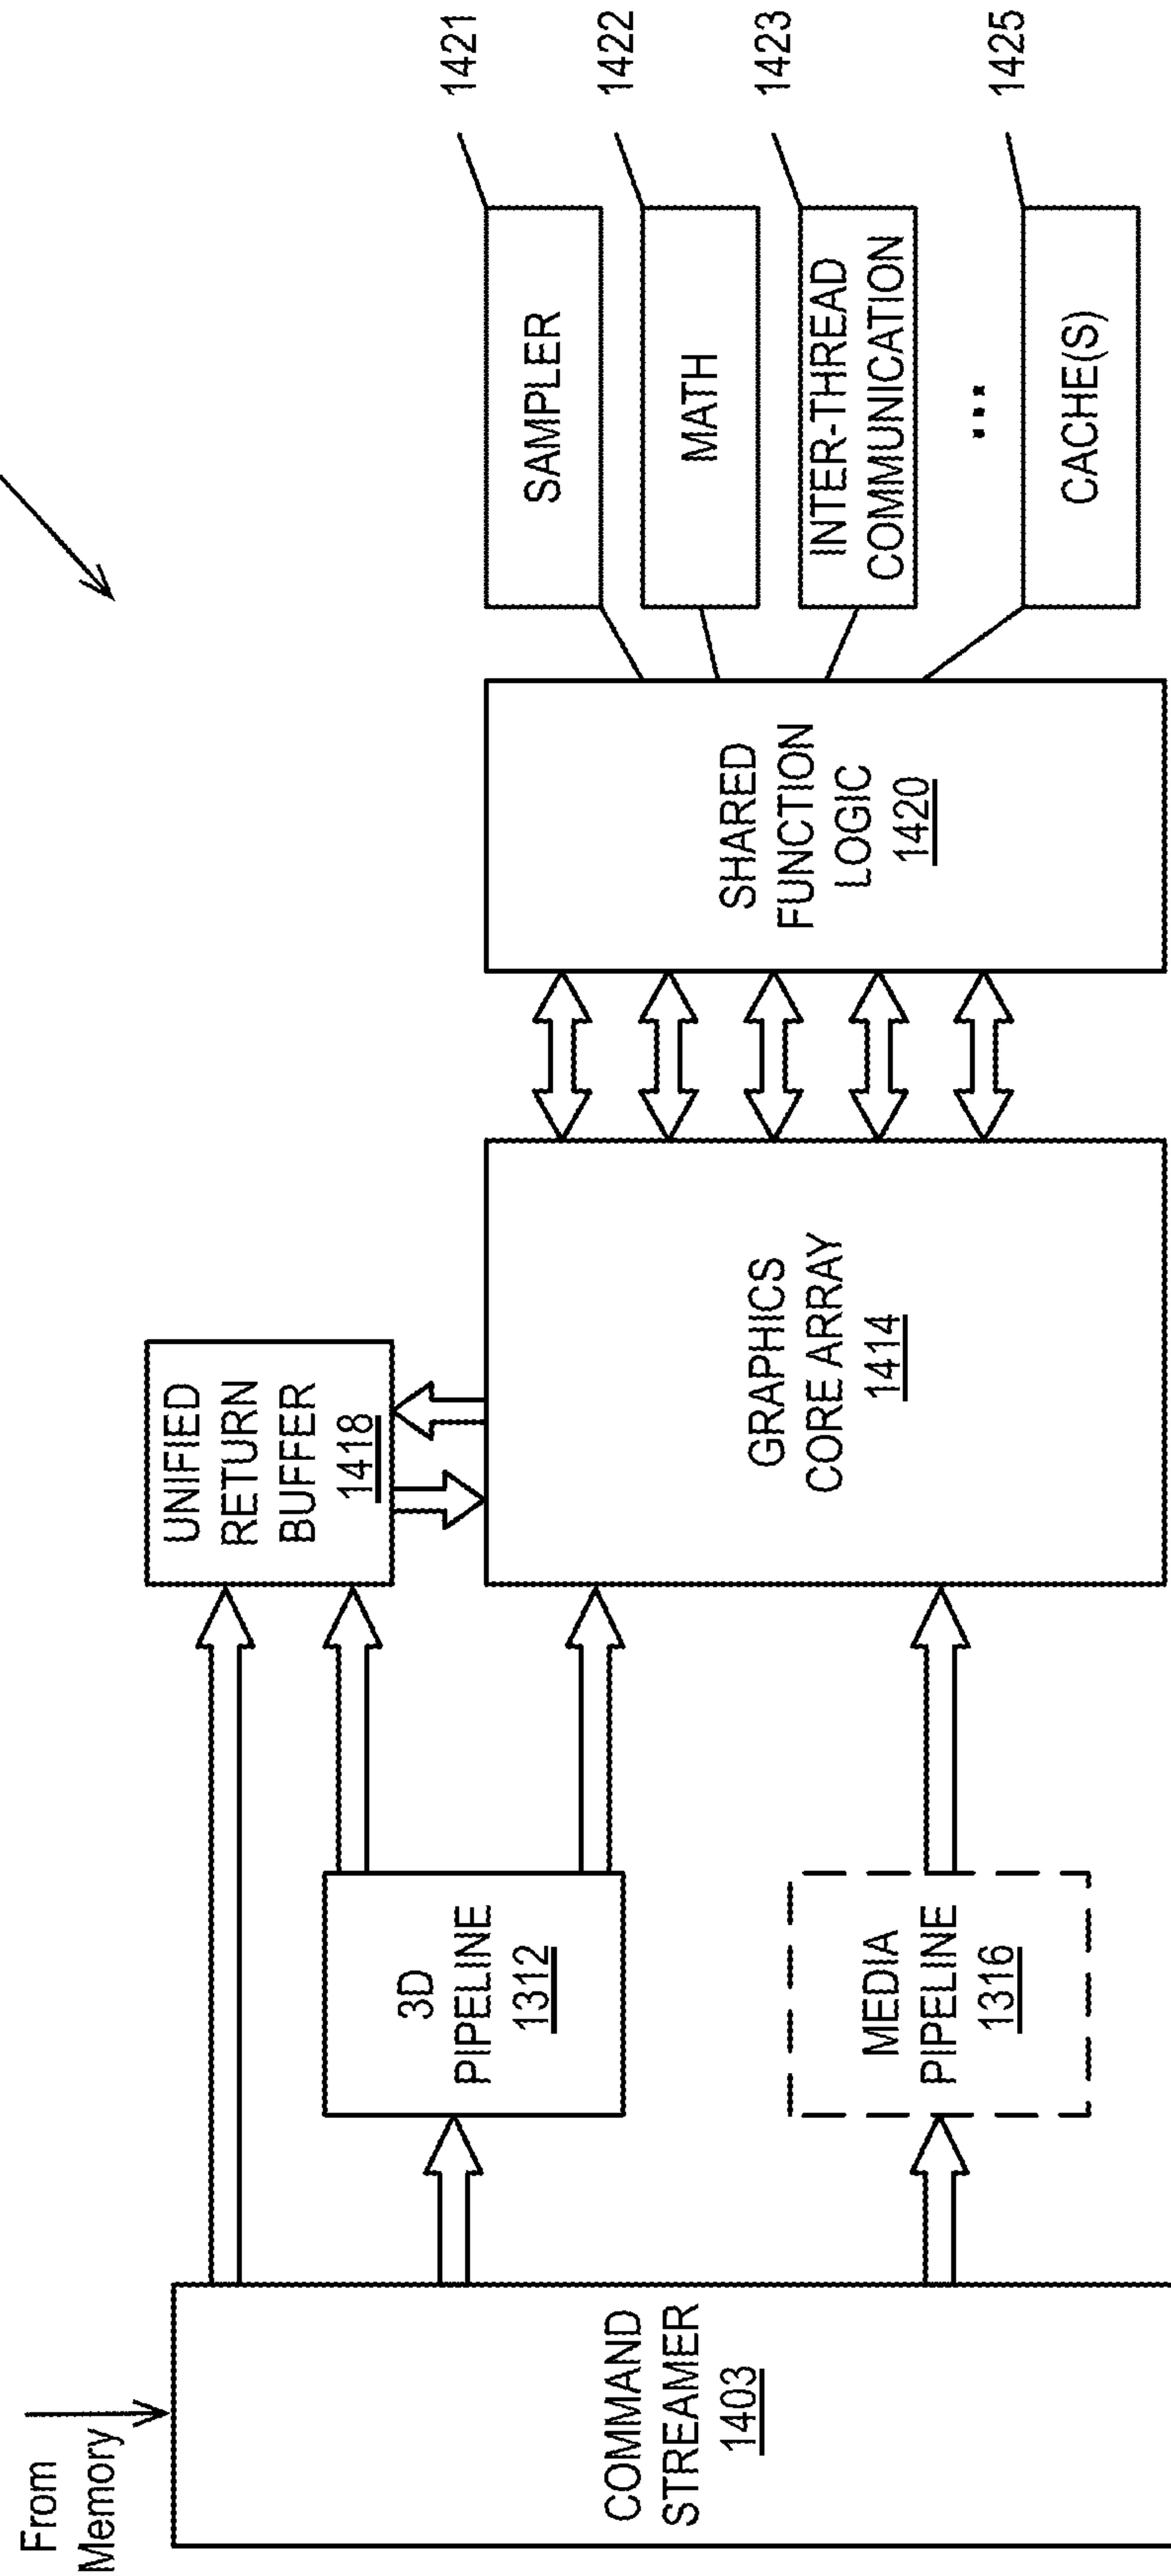 From
Memory
COMMAND
STREAMER
1403
3D
PIPELINE
1312
MEDIA
PIPELINE
1316
UNIFIED
RETURN
BUFFER
1418
GRAPHICS
CORE ARRAY
1414
SHARED
FUNCTION
LOGIC
1420
SAMPLER
1421
MATH
1422
INTER-THREAD
COMMUNICATION
1423
...
CACHE(S)
1425